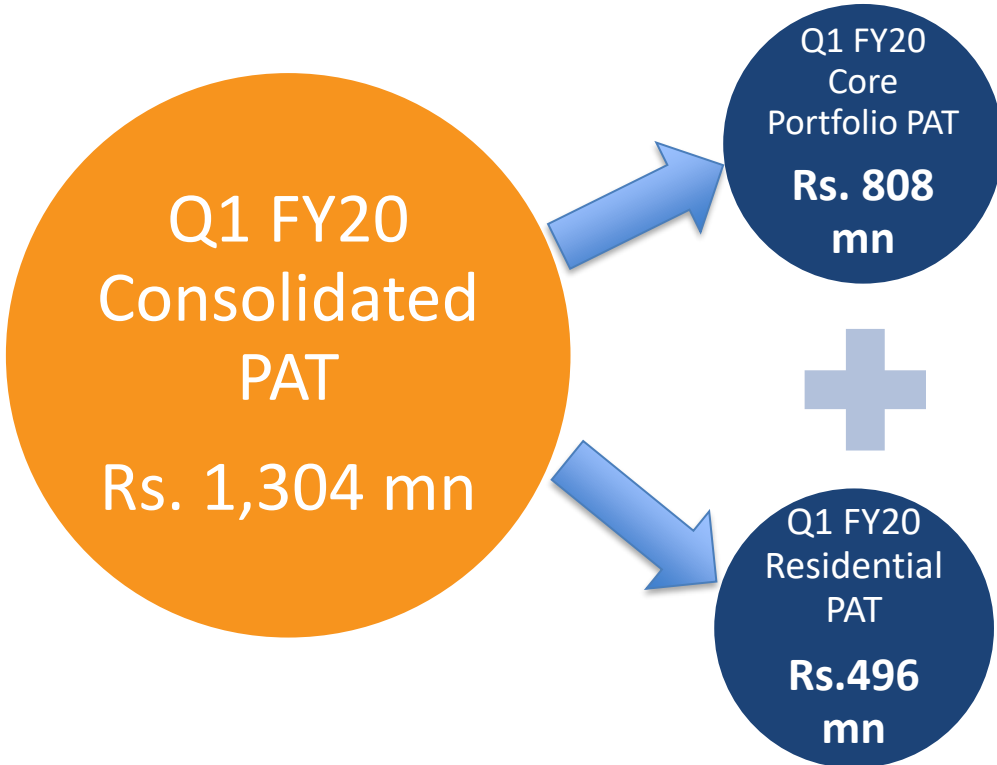 Q1 FY20
Consolidated
PAT
Rs. 1,304 mn
Q1 FY20
Core
Portfolio PAT
Rs. 808
mn
Q1 FY20
Residential
PAT
Rs.496
mn